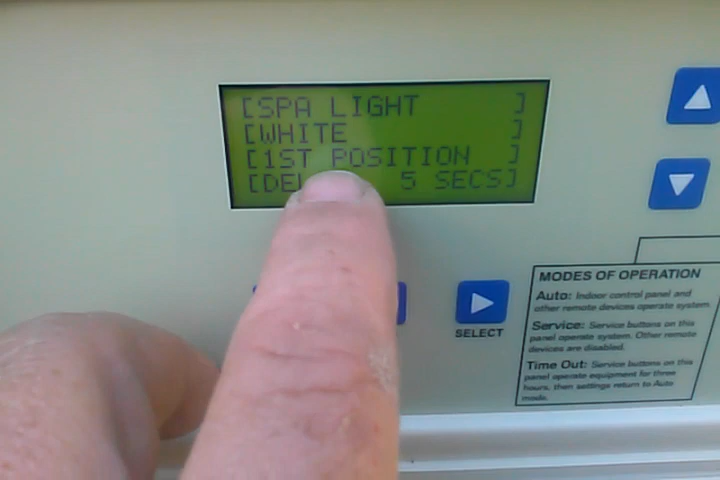 [SPA LIGHT ]
[WHITE ]
[1ST POSITION ]
5 SECS]
SELECT
MODES OF OPERATION
Auto: Indoor control panel and
other remote devices operate system.
Service: Service buttons on this
panel operate system. Other remote
devices are disabled.
Time Out: Service buttons on this
panel operate equipment for three
hours, then settings return to Auto
mode.